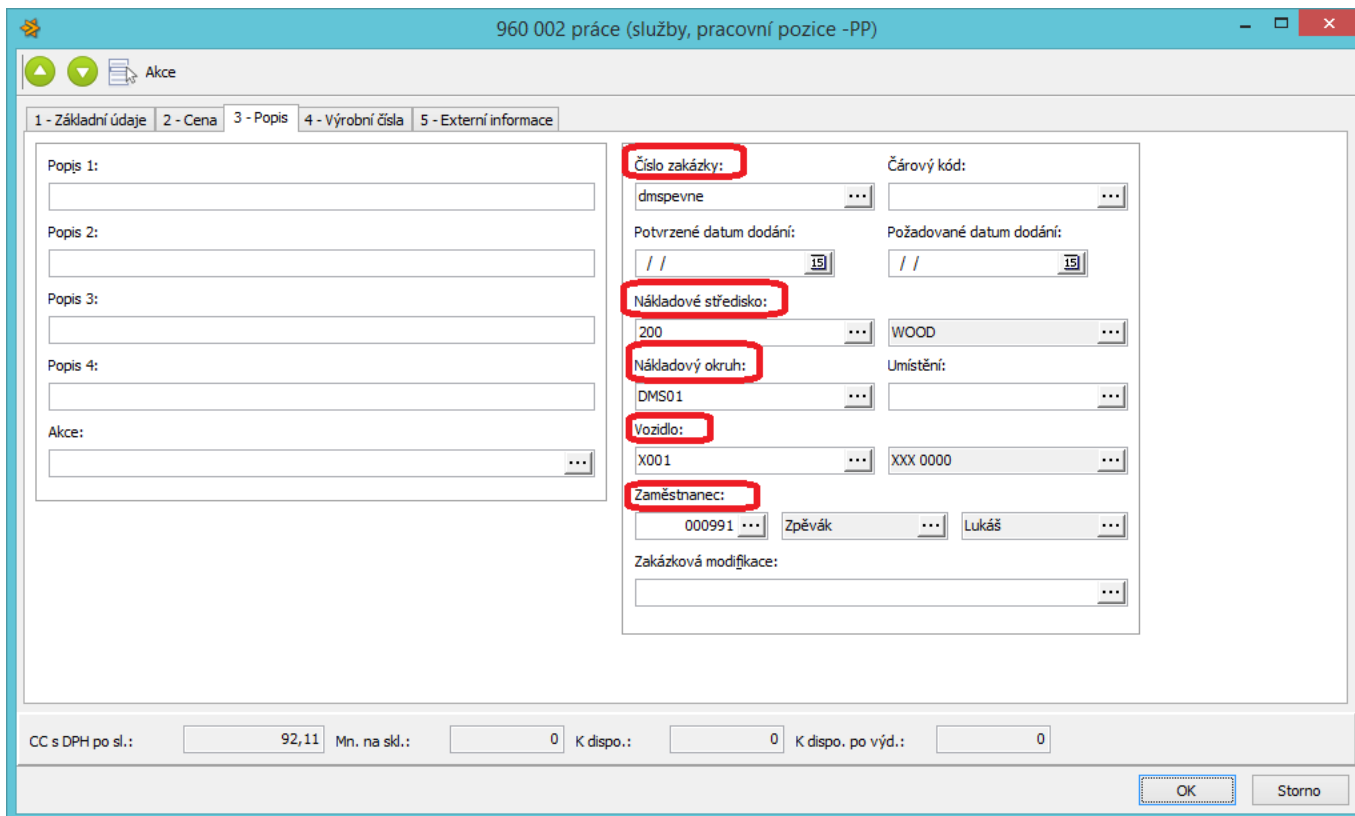 960 002 práce (služby, pracovní pozice -PP)
Akce
1 - Základní údaje 2 - Cena 3 - Popis 4 - Výrobní čísla 5 - Externí informace
Popis 1:
Popis 2:
Popis 3:
Popis 4:
Akce:
Číslo zakázky: Čárový kód:
dmspevne
Potvrzené datum dodání: Požadované datum dodání:
/ / 15 / / 15
Nákladové středisko:
200 WOOD
Nákladový okruh: Umístění:
DMS01
Vozidlo:
X001 XXX 0000
Zaměstnanec:
000991 Zpěvák Lukáš
Zakázková modifikace:
CC s DPH po sl.: 92,11 Mn. na skl.: 0 K dispo.: 0 K dispo. po výd.: 0
OK Storno